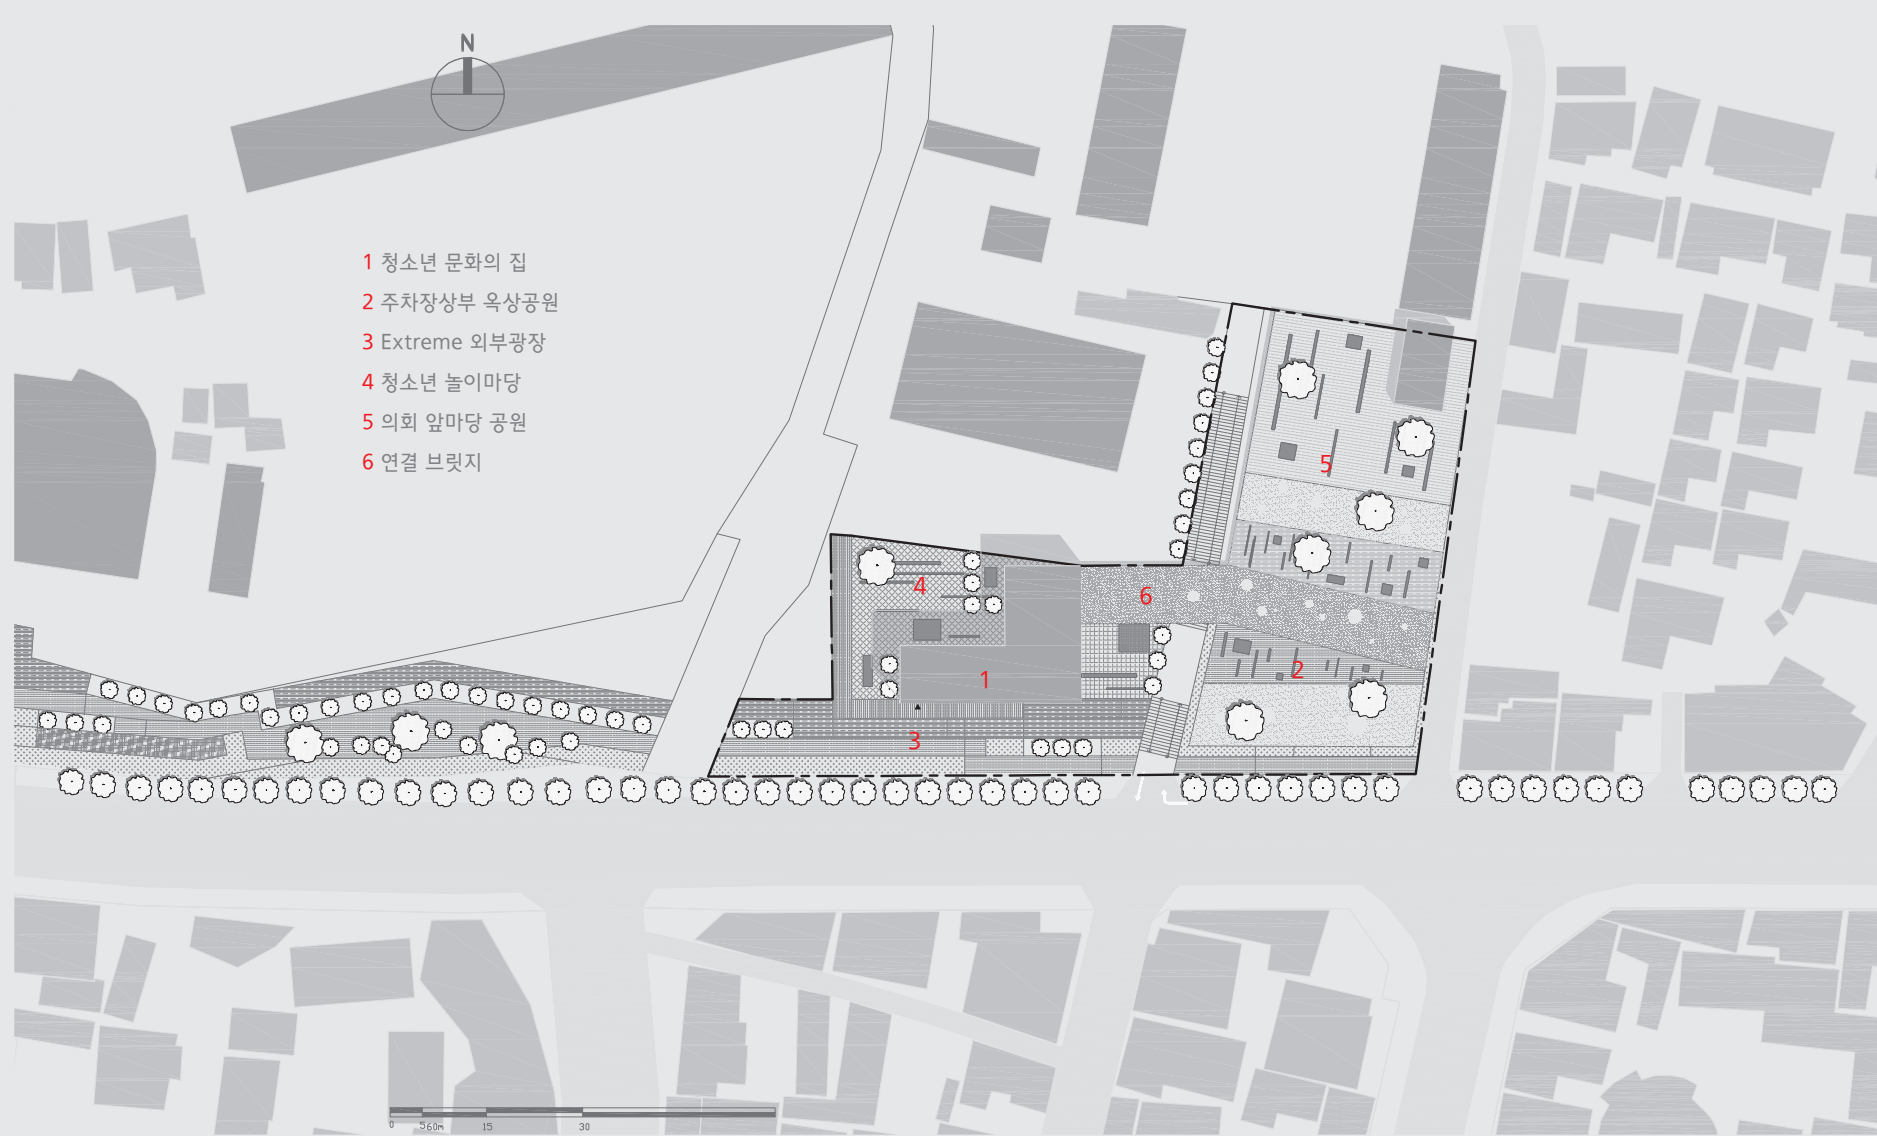 N
1 청소년 문화의 집
2 주차장상부 옥상공원
3 Extreme 외부광장
4 청소년 놀이마당
5 의회 앞마당 공원
6 연결 브릿지
5
4
6
2
1
3
0 5 60m 15 30